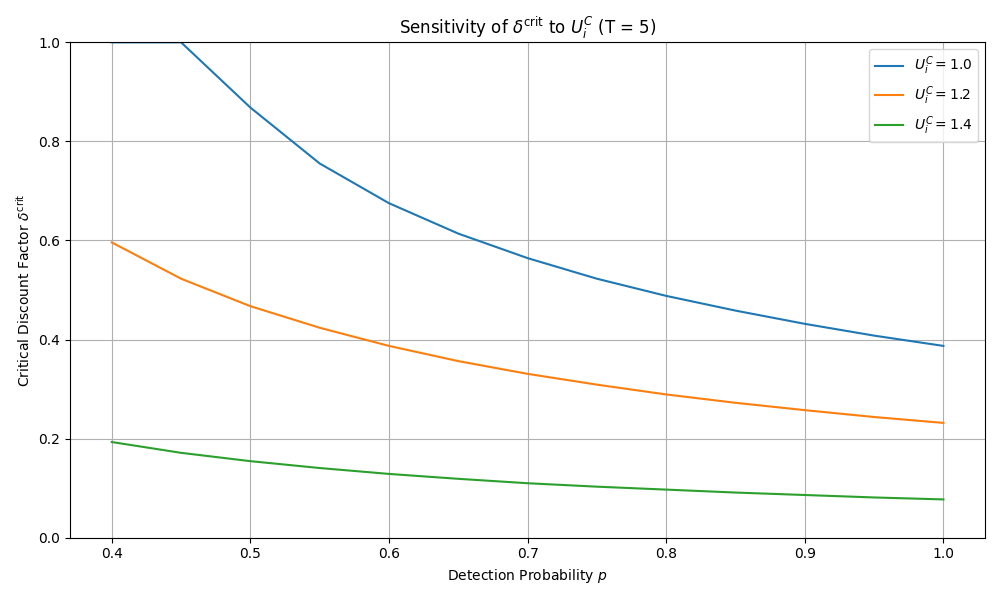 Sensitivity of δ^crit to U_i^C (T = 5)
U_i^C = 1.0
U_i^C = 1.2
U_i^C = 1.4
Critical Discount Factor δ^crit
1.0
0.8
0.6
0.4
0.2
0.0
0.4 0.5 0.6 0.7 0.8 0.9 1.0
Detection Probability p